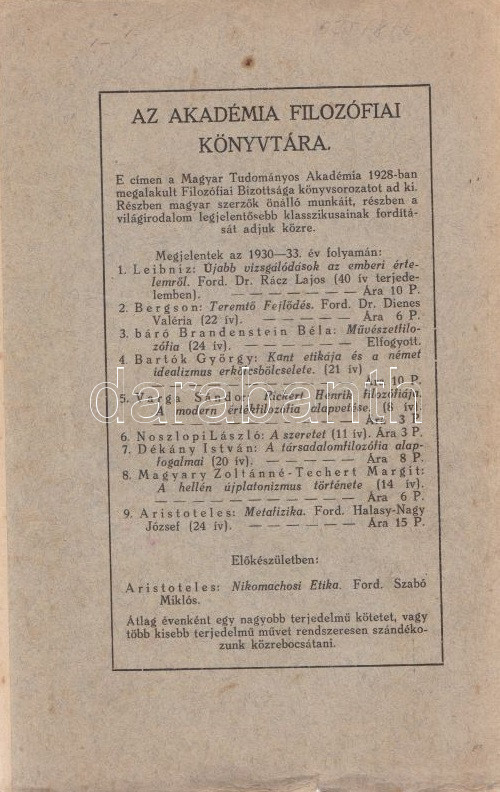 AZ AKADÉMIA FILOZÓFIAI
KÖNYVTÁRA.
E címen a Magyar Tudományos Akadémia 1928-ban
megalakult Filozófiai Bizottsága könyvsorozatot ad ki.
Részben magyar szerzők önálló munkáit, részben a
világirodalom legjelentősebb klasszikusainak fordítá-
sát adjuk közre.
Megjelentek az 1930—33. év folyamán:
1. Leibniz: Újabb vizsgálódások az emberi érte-
lemről. Ford. Dr. Rácz Lajos (40 ív terjede-
lemben). — — — — — — — Ára 10 P.
2. Bergson: Teremtő Fejlődés. Ford. Dr. Dienes
Valéria (22 ív). — — — — — Ára 6 P.
3. báró Brandenstein Béla: Művészetfilo-
zófia (24 ív). — — — — — Elfogyott.
4. Bartók György: Kant etikája és a német
idealizmus erkölcsbölcselete. (21 ív)
— — — — — — — — — — Ára 10 P.
5. Varga Sándor: Rickert Henrik filozófiája.
A modern értékfilozófia alapvetése. (8 ív).
— — — — — — — — — — Ára 3 P.
6. Noszlopi László: A szeretet (11 ív). Ára 3 P.
7. Dékány István: A társadalomfilozófia alap-
fogalmai (20 ív). — — — — — Ára 8 P.
8. Magyary Zoltánné-Techert Margit:
A hellén újplatonizmus története (14 ív).
— — — — — — — — — — Ára 6 P.
9. Aristoteles: Metafizika. Ford. Halasy-Nagy
József (24 ív). — — — — — Ára 15 P.
Előkészületben:
Aristoteles: Nikomachosi Etika. Ford. Szabó
Miklós.
Átlag évenként egy nagyobb terjedelmű kötetet, vagy
több kisebb terjedelmű művet rendszeresen szándéko-
zunk közrebocsátani.
darabanth